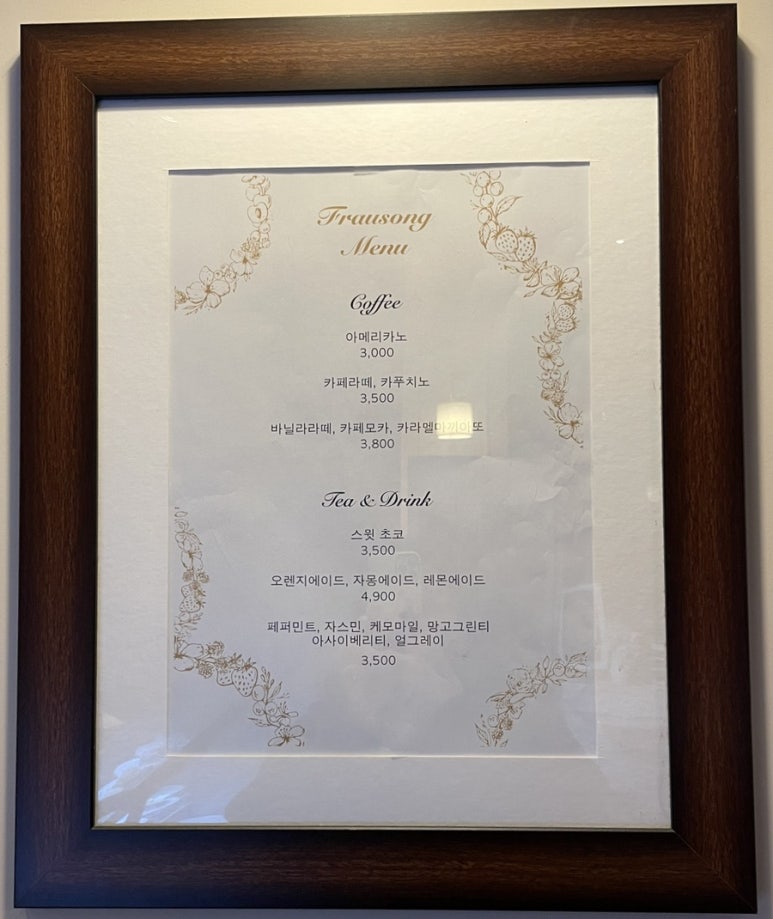 Frausong
Menu
Coffee
아메리카노
3,000
카페라떼, 카푸치노
3,500
바닐라라떼, 카페모카, 카라멜마끼아또
3,800
Tea & Drink
스윗 초코
3,500
오렌지에이드, 자몽에이드, 레몬에이드
4,900
페퍼민트, 자스민, 케모마일, 망고그린티
아사이베리티, 얼그레이
3,500